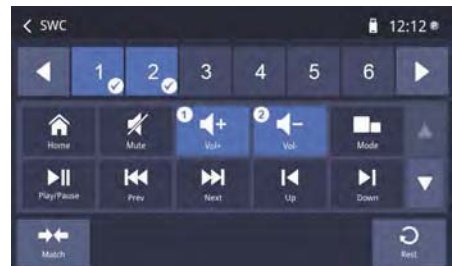 < SWC 12:12
1 2 3 4 5 6
Home Mute 1 Vol+ 2 Vol- Mode
Play/Pause Prev Next Up Down
Match Rest